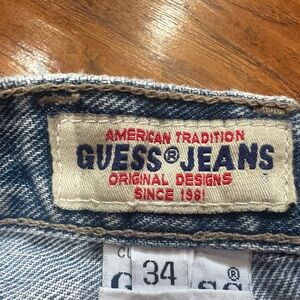 AMERICAN TRADITION
GUESS® JEANS
ORIGINAL DESIGNS
SINCE 1981
34
®